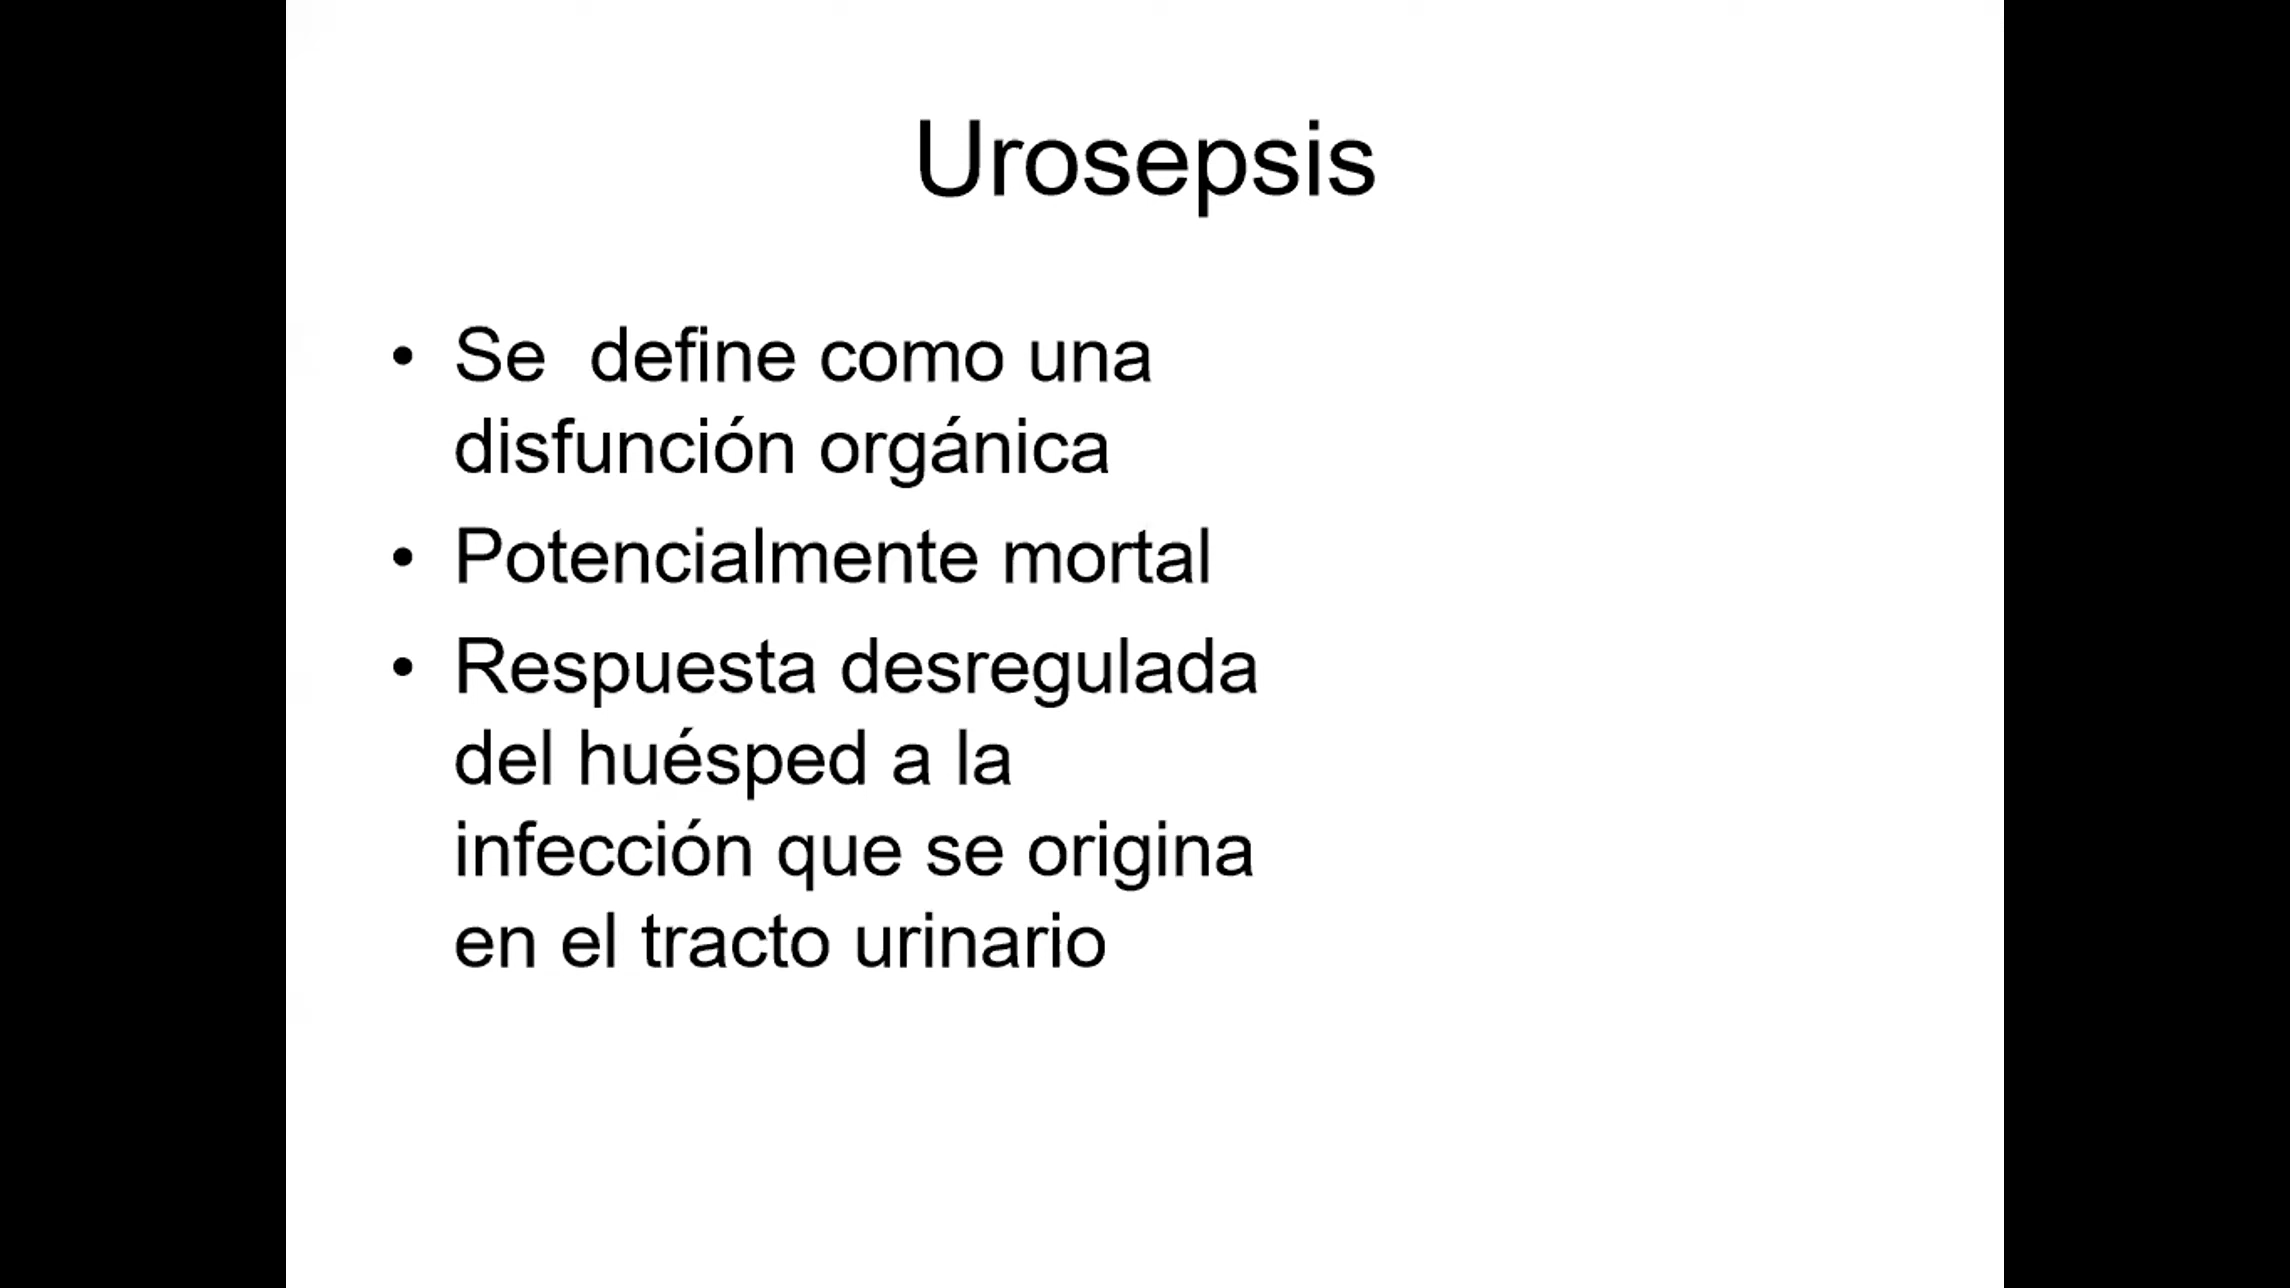 Urosepsis
• Se  define como una
disfunción orgánica
• Potencialmente mortal
• Respuesta desregulada
del huésped a la
infección que se origina
en el tracto urinario